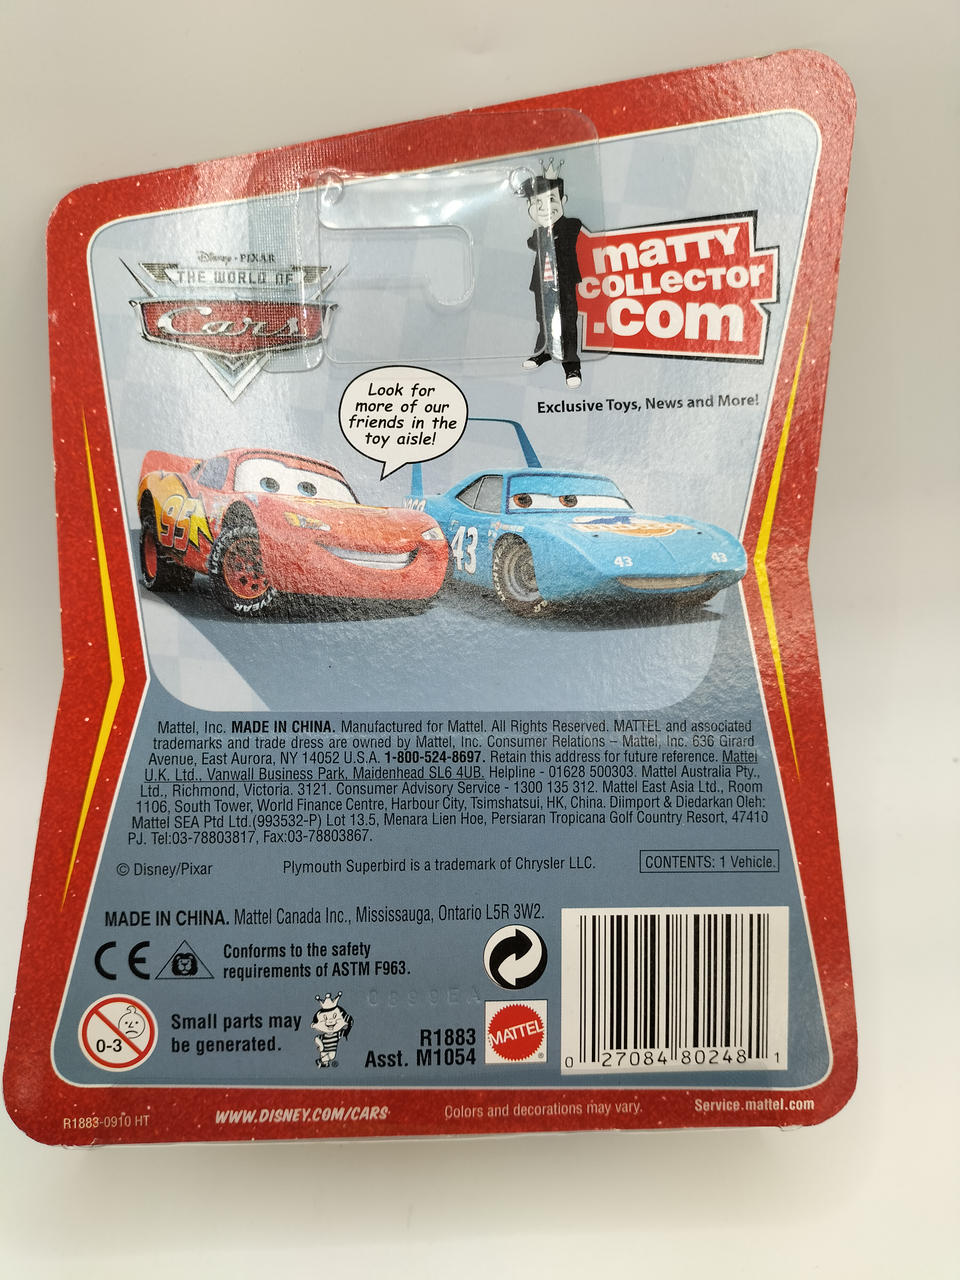 Disney • PIXAR
THE WORLD OF
Cars
maTTY
COLLECTOR
.com
Exclusive Toys, News and More!
Look for
more of our
friends in the
toy aisle!
95
43
43
43
Mattel, Inc. MADE IN CHINA. Manufactured for Mattel. All Rights Reserved. MATTEL and associated
trademarks and trade dress are owned by Mattel, Inc. Consumer Relations – Mattel, Inc. 636 Girard
Avenue, East Aurora, NY 14052 U.S.A. 1-800-524-8697. Retain this address for future reference. Mattel
U.K. Ltd., Vanwall Business Park, Maidenhead SL6 4UB. Helpline - 01628 500303. Mattel Australia Pty.,
Ltd., Richmond, Victoria. 3121. Consumer Advisory Service - 1300 135 312. Mattel East Asia Ltd., Room
1106, South Tower, World Finance Centre, Harbour City, Tsimshatsui, HK, China. Diimport & Diedarkan Oleh:
Mattel SEA Ptd Ltd.(993532-P) Lot 13.5, Menara Lien Hoe, Persiaran Tropicana Golf Country Resort, 47410
PJ. Tel:03-78803817, Fax:03-78803867.
© Disney/Pixar
Plymouth Superbird is a trademark of Chrysler LLC.
CONTENTS: 1 Vehicle.
MADE IN CHINA. Mattel Canada Inc., Mississauga, Ontario L5R 3W2.
CE
Conforms to the safety
requirements of ASTM F963.
0-3
Small parts may
be generated.
R1883
Asst. M1054
MATTEL
0 27084 80248 1
R1883-0910 HT
WWW.DISNEY.COM/CARS
Colors and decorations may vary.
Service.mattel.com